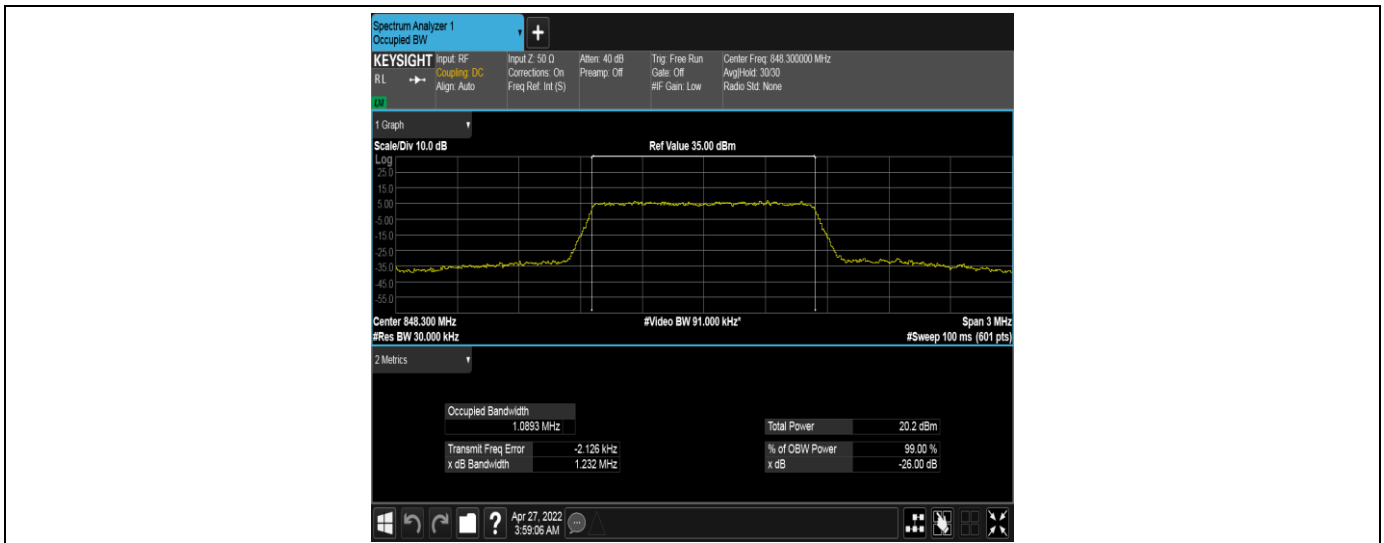 Spectrum Analyzer 1
Occupied BW
+
KEYSIGHT Input: RF Input Z: 50 Ω Atten: 40 dB Trig: Free Run Center Freq: 848.300000 MHz
RL Coupling: DC Corrections: On Preamp: Off Gate: Off Avg|Hold: 30/30
Align: Auto Freq Ref: Int (S) #IF Gain: Low Radio Std: None
LM
1 Graph
Scale/Div 10.0 dB Ref Value 35.00 dBm
Log
25.0
15.0
5.00
-5.00
-15.0
-25.0
-35.0
-45.0
-55.0
Center 848.300 MHz #Video BW 91.000 kHz* Span 3 MHz
#Res BW 30.000 kHz #Sweep 100 ms (601 pts)
2 Metrics
Occupied Bandwidth
1.0893 MHz Total Power 20.2 dBm
Transmit Freq Error -2.126 kHz % of OBW Power 99.00 %
x dB Bandwidth 1.232 MHz x dB -26.00 dB
? Apr 27, 2022
3:59:06 AM